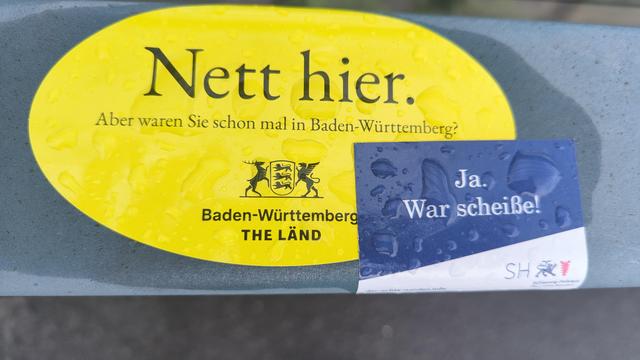 Nett hier.
Aber waren Sie schon mal in Baden-Württemberg?
Baden-Württemberg
THE LÄND
Ja.
War scheiße!
SH